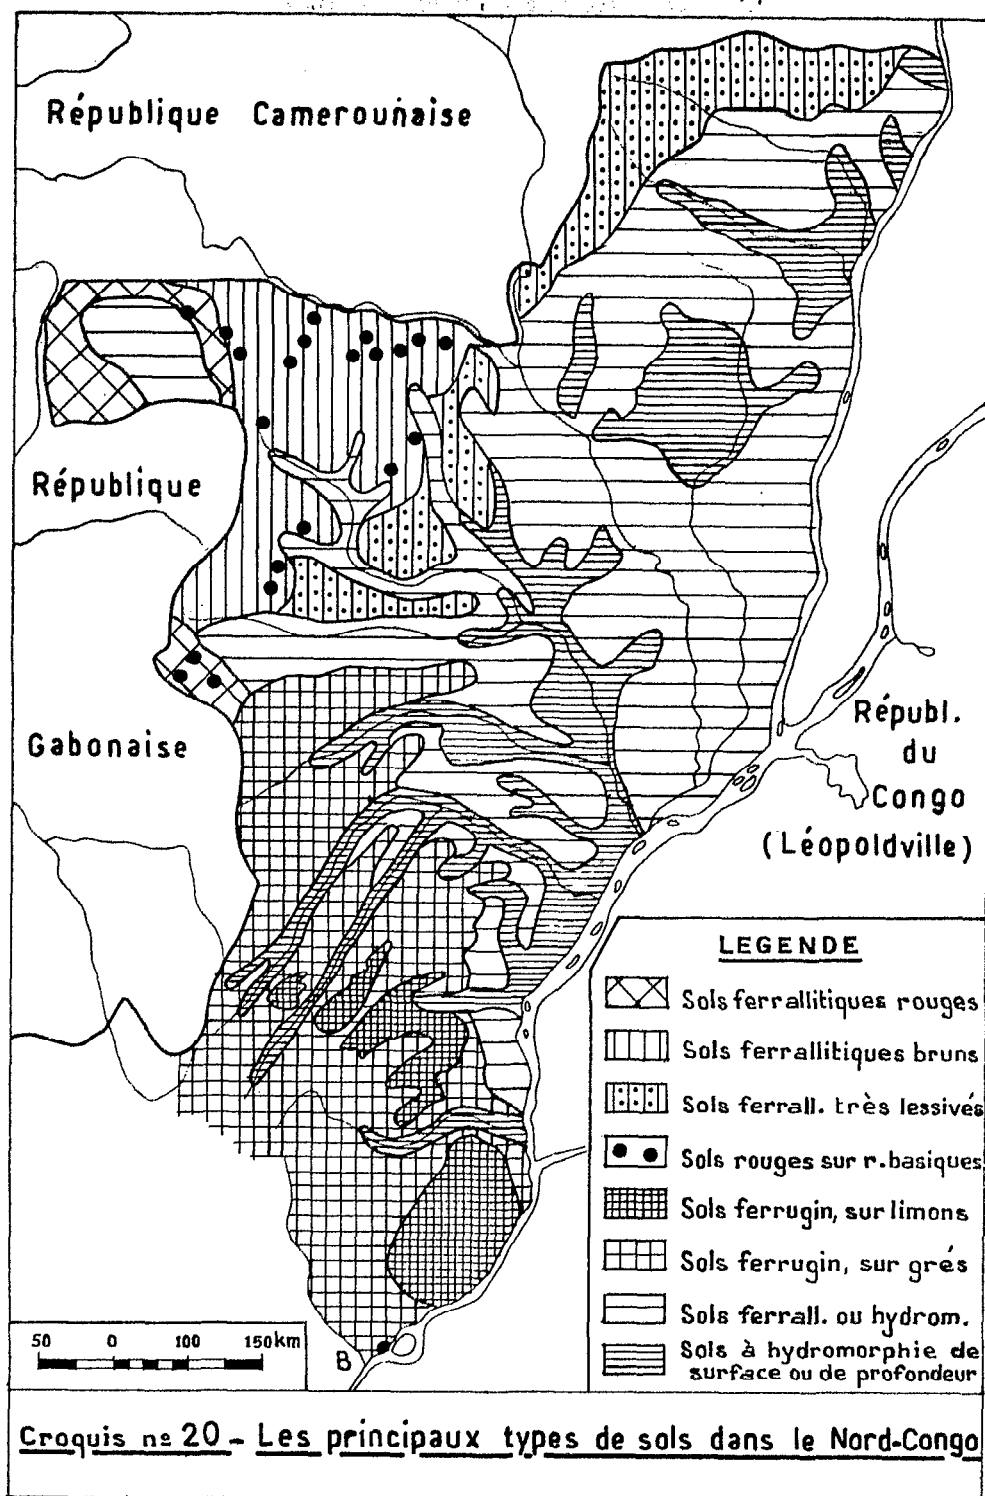 République Camerounaise
République
Gabonaise
Républ.
du
Congo
(Léopoldville)
LEGENDE
Sols ferrallitiques rouges
Sols ferrallitiques bruns
Sols ferrall. très lessivés
Sols rouges sur r. basiques
Sols ferrugin, sur limons
Sols ferrugin, sur grés
Sols ferrall. ou hydrom.
Sols à hydromorphie de
surface ou de profondeur
50 0 100 150 km
B
Croquis no 20 - Les principaux types de sols dans le Nord-Congo